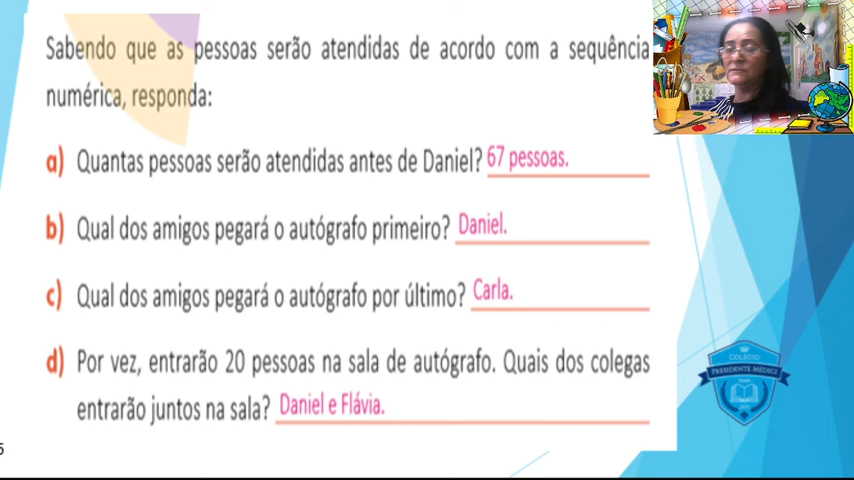 Sabendo que as pessoas serão atendidas de acordo com a sequência
numérica, responda:
a) Quantas pessoas serão atendidas antes de Daniel? 67 pessoas.
b) Qual dos amigos pegará o autógrafo primeiro? Daniel.
c) Qual dos amigos pegará o autógrafo por último? Carla.
d) Por vez, entrarão 20 pessoas na sala de autógrafo. Quais dos colegas
entrarão juntos na sala? Daniel e Flávia.
COLÉGIO
PRESIDENTE MÉDICI
5